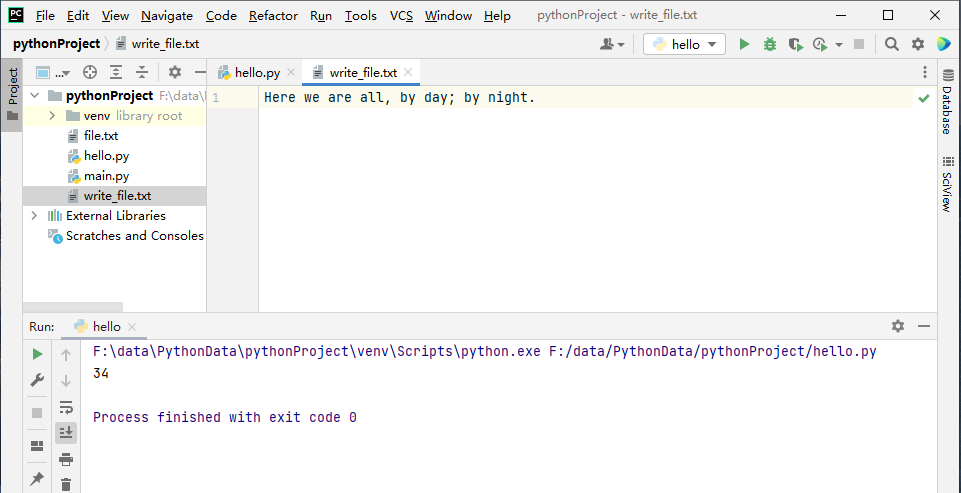 PC File Edit View Navigate Code Refactor Run Tools VCS Window Help pythonProject - write_file.txt
pythonProject write_file.txt hello
Project
... hello.py write_file.txt
pythonProject F:\data\
venv library root
file.txt
hello.py
main.py
write_file.txt
External Libraries
Scratches and Consoles
1 Here we are all, by day; by night.
Database
SciView
Run: hello
F:\data\PythonData\pythonProject\venv\Scripts\python.exe F:/data/PythonData/pythonProject/hello.py
34
Process finished with exit code 0